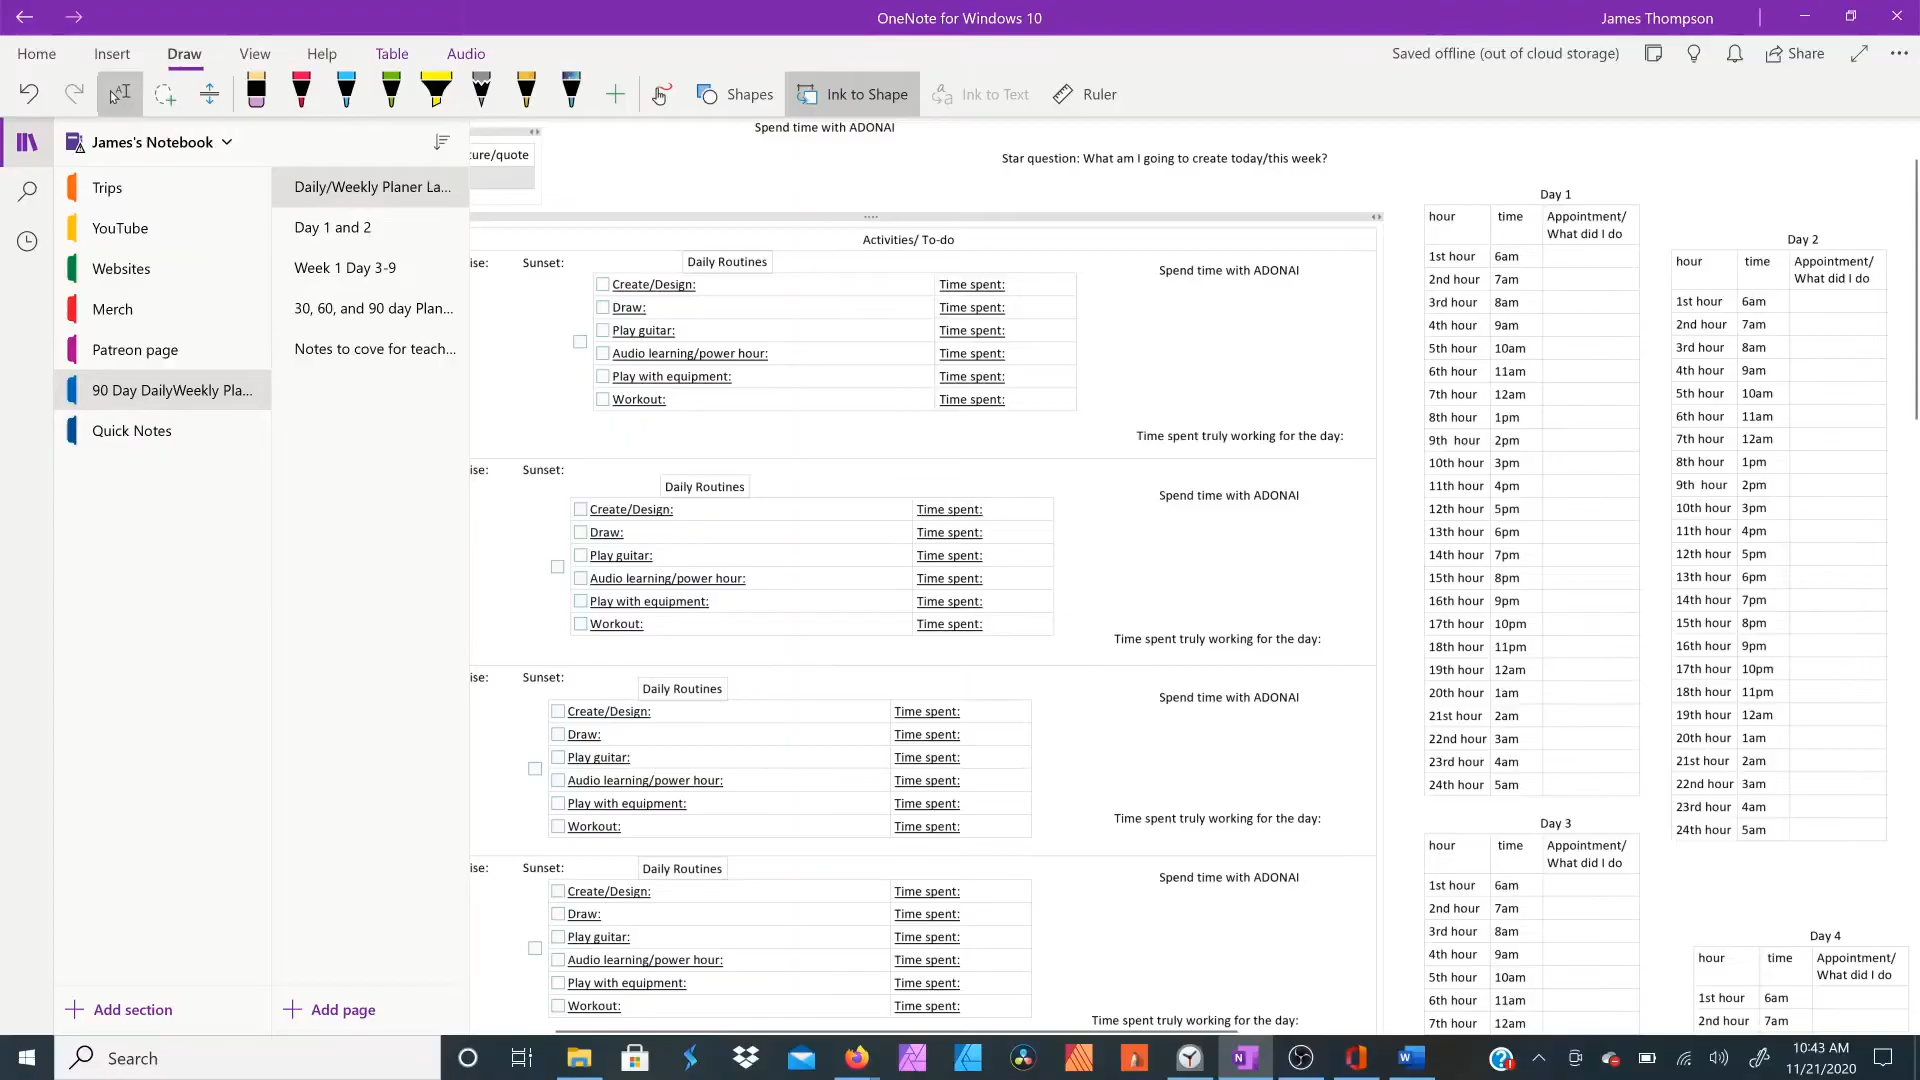 OneNote for Windows 10
James Thompson
Home Insert Draw View Help Table Audio
Saved offline (out of cloud storage)
Share
Shapes
Ink to Shape
Ink to Text
Ruler
James's Notebook
Trips
YouTube
Websites
Merch
Patreon page
90 Day DailyWeekly Pla...
Quick Notes
Add section
Daily/Weekly Planer La...
Day 1 and 2
Week 1 Day 3-9
30, 60, and 90 day Plan...
Notes to cove for teach...
Add page
Spend time with ADONAI
ture/quote
Star question: What am I going to create today/this week?
Activities/ To-do
ise: Sunset:
Daily Routines
Spend time with ADONAI
Create/Design: Time spent:
Draw: Time spent:
Play guitar: Time spent:
Audio learning/power hour: Time spent:
Play with equipment: Time spent:
Workout: Time spent:
Time spent truly working for the day:
ise: Sunset:
Daily Routines
Spend time with ADONAI
Create/Design: Time spent:
Draw: Time spent:
Play guitar: Time spent:
Audio learning/power hour: Time spent:
Play with equipment: Time spent:
Workout: Time spent:
Time spent truly working for the day:
ise: Sunset:
Daily Routines
Spend time with ADONAI
Create/Design: Time spent:
Draw: Time spent:
Play guitar: Time spent:
Audio learning/power hour: Time spent:
Play with equipment: Time spent:
Workout: Time spent:
Time spent truly working for the day:
ise: Sunset:
Daily Routines
Spend time with ADONAI
Create/Design: Time spent:
Draw: Time spent:
Play guitar: Time spent:
Audio learning/power hour: Time spent:
Play with equipment: Time spent:
Workout: Time spent:
Time spent truly working for the day:
Day 1
hour time Appointment/
What did I do
1st hour 6am
2nd hour 7am
3rd hour 8am
4th hour 9am
5th hour 10am
6th hour 11am
7th hour 12am
8th hour 1pm
9th hour 2pm
10th hour 3pm
11th hour 4pm
12th hour 5pm
13th hour 6pm
14th hour 7pm
15th hour 8pm
16th hour 9pm
17th hour 10pm
18th hour 11pm
19th hour 12am
20th hour 1am
21st hour 2am
22nd hour 3am
23rd hour 4am
24th hour 5am
Day 2
hour time Appointment/
What did I do
1st hour 6am
2nd hour 7am
3rd hour 8am
4th hour 9am
5th hour 10am
6th hour 11am
7th hour 12am
8th hour 1pm
9th hour 2pm
10th hour 3pm
11th hour 4pm
12th hour 5pm
13th hour 6pm
14th hour 7pm
15th hour 8pm
16th hour 9pm
17th hour 10pm
18th hour 11pm
19th hour 12am
20th hour 1am
21st hour 2am
22nd hour 3am
23rd hour 4am
24th hour 5am
Day 3
hour time Appointment/
What did I do
1st hour 6am
2nd hour 7am
3rd hour 8am
4th hour 9am
5th hour 10am
6th hour 11am
7th hour 12am
Day 4
hour time Appointment/
What did I do
1st hour 6am
2nd hour 7am
Search
10:43 AM
11/21/2020